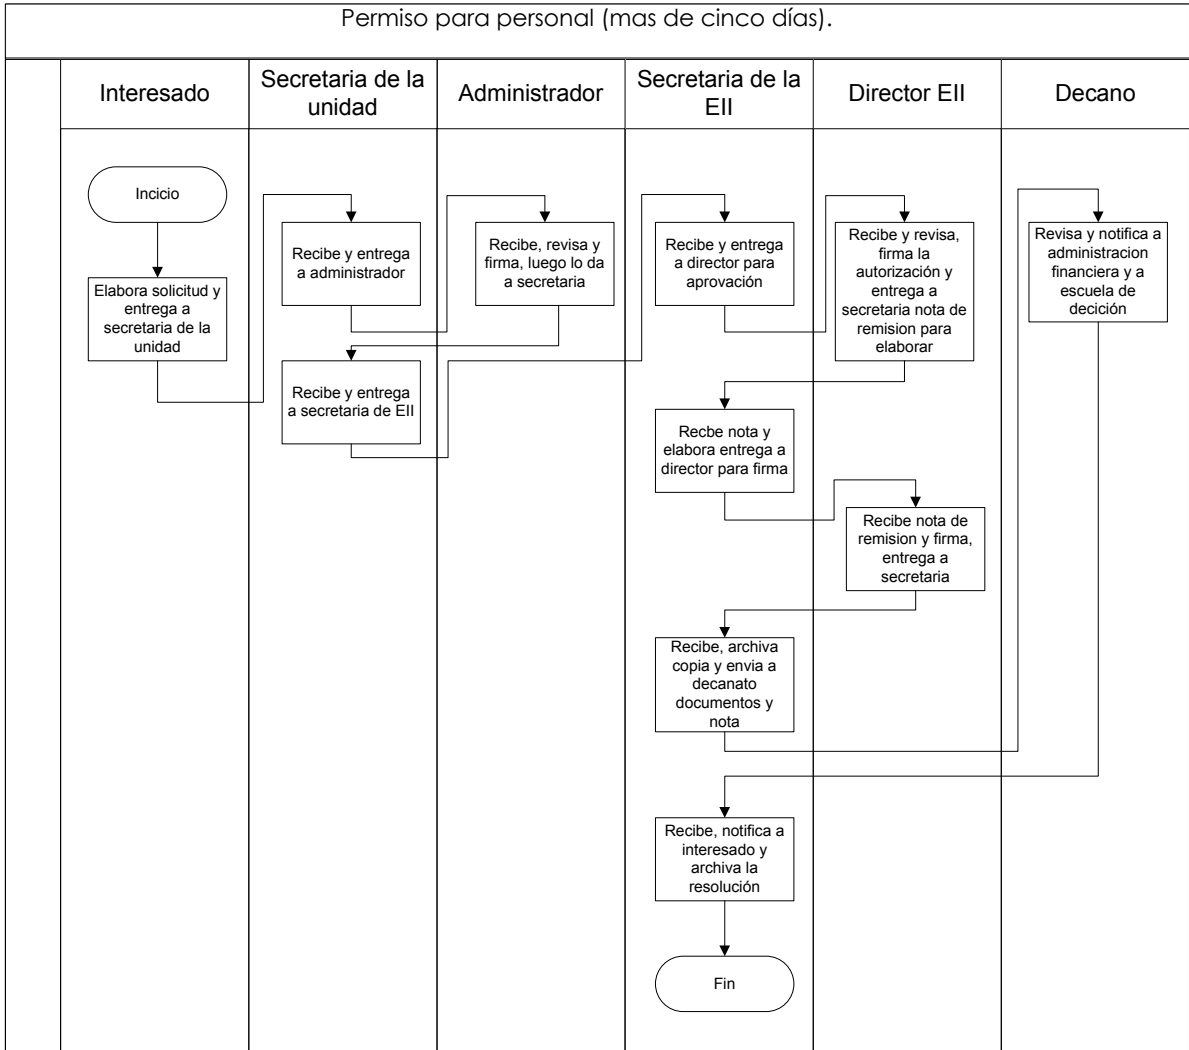 Permiso para personal (mas de cinco días).
Interesado
Secretaria de la
unidad
Administrador
Secretaria de la
EII
Director EII
Decano
Incicio
Elabora solicitud y
entrega a
secretaria de la
unidad
Recibe y entrega
a administrador
Recibe, revisa y
firma, luego lo da
a secretaria
Recibe y entrega
a secretaria de EII
Recibe y entrega
a director para
aprovación
Recibe y revisa,
firma la
autorización y
entrega a
secretaria nota de
remision para
elaborar
Recbe nota y
elabora entrega a
director para firma
Recibe nota de
remision y firma,
entrega a
secretaria
Recibe, archiva
copia y envia a
decanato
documentos y
nota
Revisa y notifica a
administracion
financiera y a
escuela de
decición
Recibe, notifica a
interesado y
archiva la
resolución
Fin